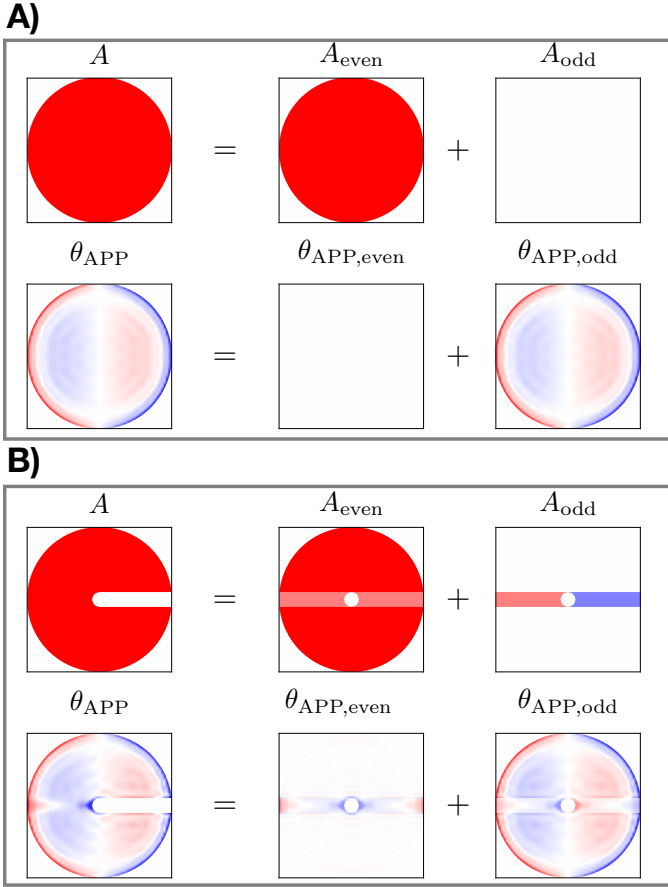 A)
A A_even A_odd
= +
θ_APP θ_APP,even θ_APP,odd
= +
B)
A A_even A_odd
= +
θ_APP θ_APP,even θ_APP,odd
= +